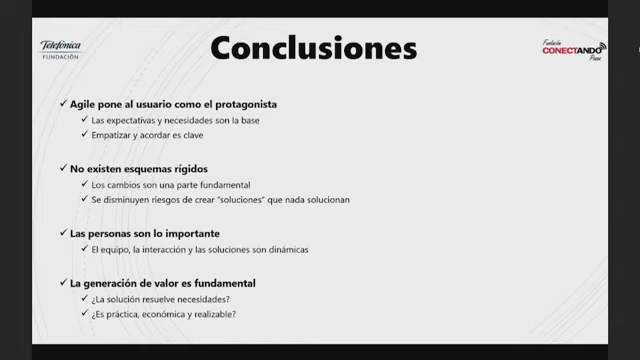 Telefónica
FUNDACIÓN
Conclusiones
Fundación
CONECTANDO
Agile pone al usuario como el protagonista
Las expectativas y necesidades son la base
Empatizar y acordar es clave
No existen esquemas rígidos
Los cambios son una parte fundamental
Se disminuyen riesgos de crear "soluciones" que nada solucionan
Las personas son lo importante
El equipo, la interacción y las soluciones son dinámicas
La generación de valor es fundamental
¿La solución resuelve necesidades?
¿Es práctica, económica y realizable?